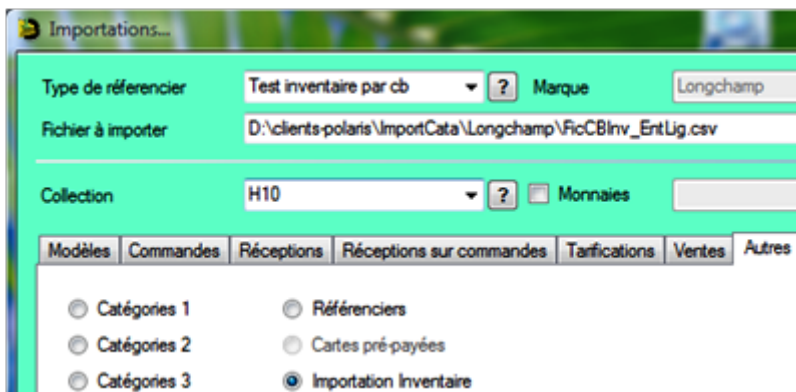 Importations...
Type de réferencier Test inventaire par cb ? Marque Longchamp
Fichier à importer D:\clients-polaris\ImportCata\Longchamp\FicCBInv_EntLig.csv
Collection H10 ? Monnaies
Modèles Commandes Réceptions Réceptions sur commandes Tarifications Ventes Autres
Catégories 1 Référenciers
Catégories 2 Cartes pré-payées
Catégories 3 Importation Inventaire